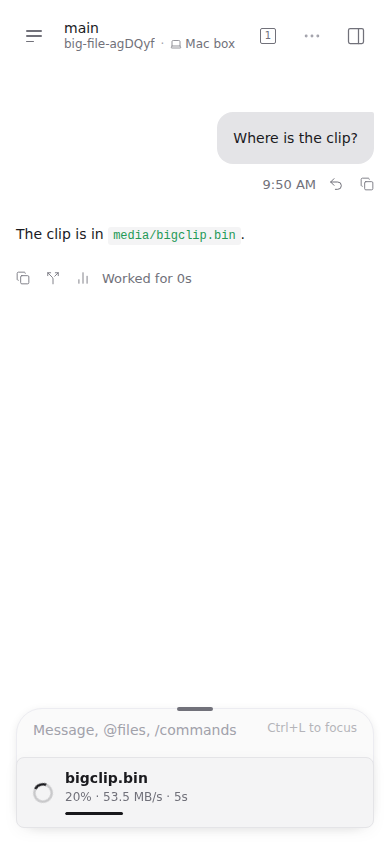 main
big-file-agDQyf · Mac box
1
Where is the clip?
9:50 AM
The clip is in media/bigclip.bin.
Worked for 0s
Message, @files, /commands
Ctrl+L to focus
bigclip.bin
20% · 53.5 MB/s · 5s